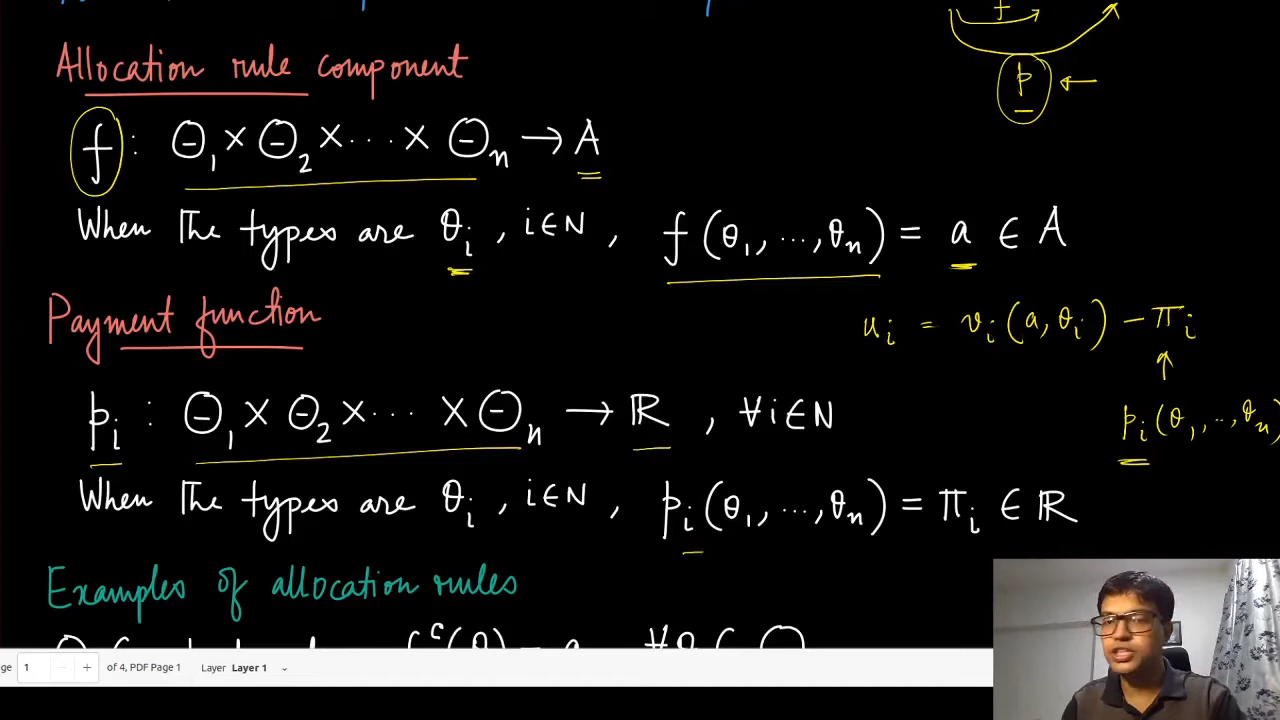 f
p
Allocation rule component
f : Θ₁ × Θ₂ × ··· × Θₙ → A
When the types are θᵢ , i ∈ N , f(θ₁, ..., θₙ) = a ∈ A
Payment function
uᵢ = vᵢ(a, θᵢ) − πᵢ
pᵢ : Θ₁ × Θ₂ × ··· × Θₙ → ℝ , ∀ i ∈ N
pᵢ(θ₁, ..., θₙ)
When the types are θᵢ , i ∈ N , pᵢ(θ₁, ..., θₙ) = πᵢ ∈ ℝ
Examples of allocation rules
ge 1 of 4, PDF Page 1 Layer Layer 1